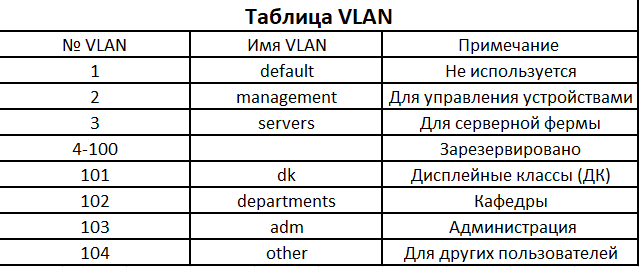 Таблица VLAN
№ VLAN Имя VLAN Примечание
1 default Не используется
2 management Для управления устройствами
3 servers Для серверной фермы
4-100 Зарезервировано
101 dk Дисплейные классы (ДК)
102 departments Кафедры
103 adm Администрация
104 other Для других пользователей